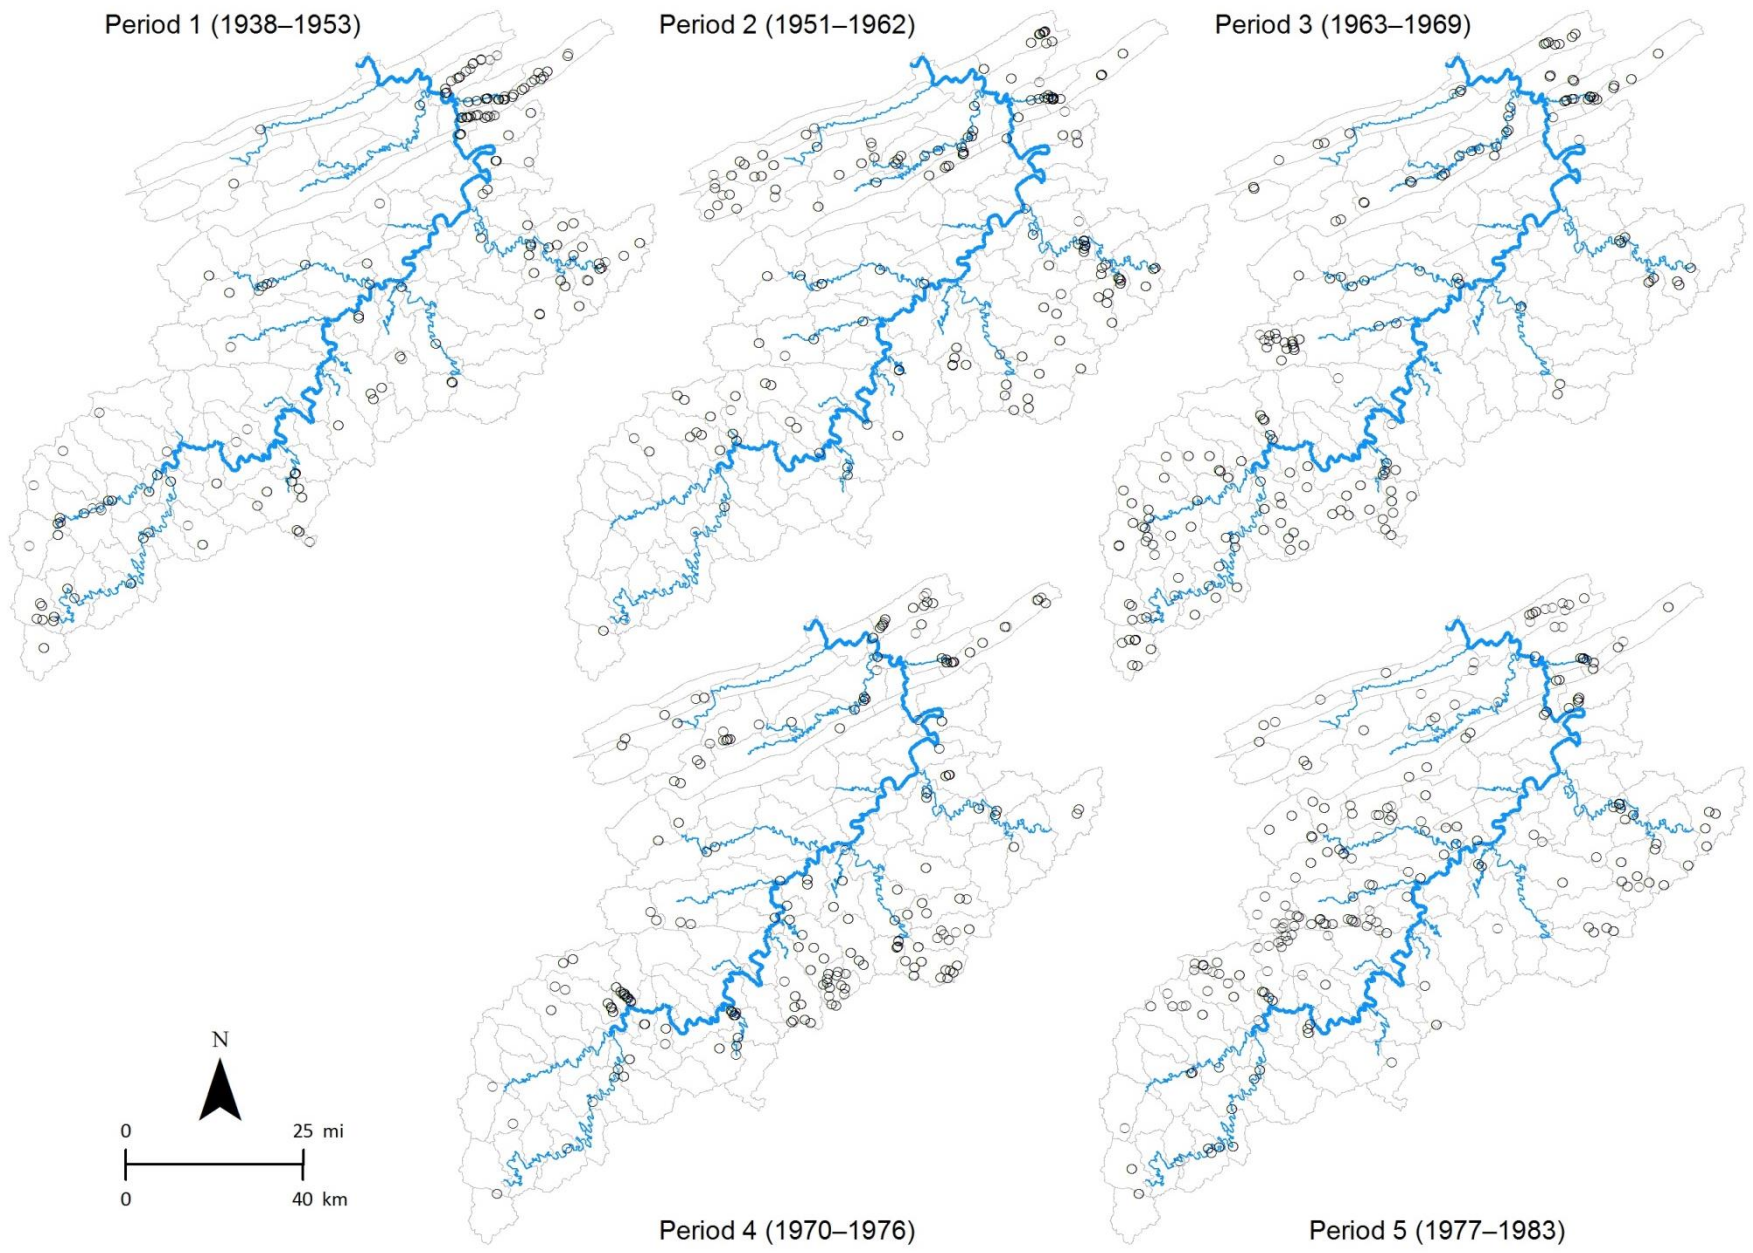 Period 1 (1938–1953)
Period 2 (1951–1962)
Period 3 (1963–1969)
N
0 25 mi
0 40 km
Period 4 (1970–1976)
Period 5 (1977–1983)